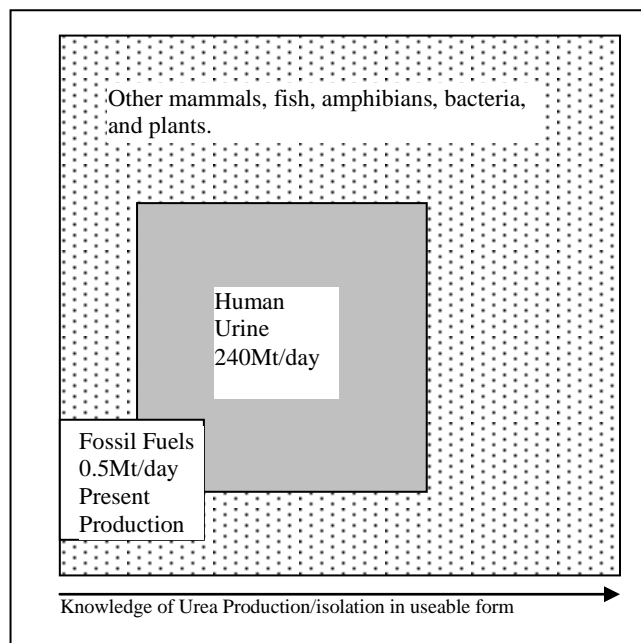 Other mammals, fish, amphibians, bacteria,
and plants.
Human
Urine
240Mt/day
Fossil Fuels
0.5Mt/day
Present
Production
Knowledge of Urea Production/isolation in useable form